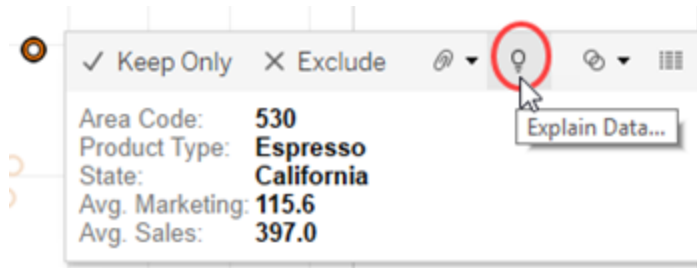 Keep Only Exclude
Explain Data...
Area Code: 530
Product Type: Espresso
State: California
Avg. Marketing: 115.6
Avg. Sales: 397.0